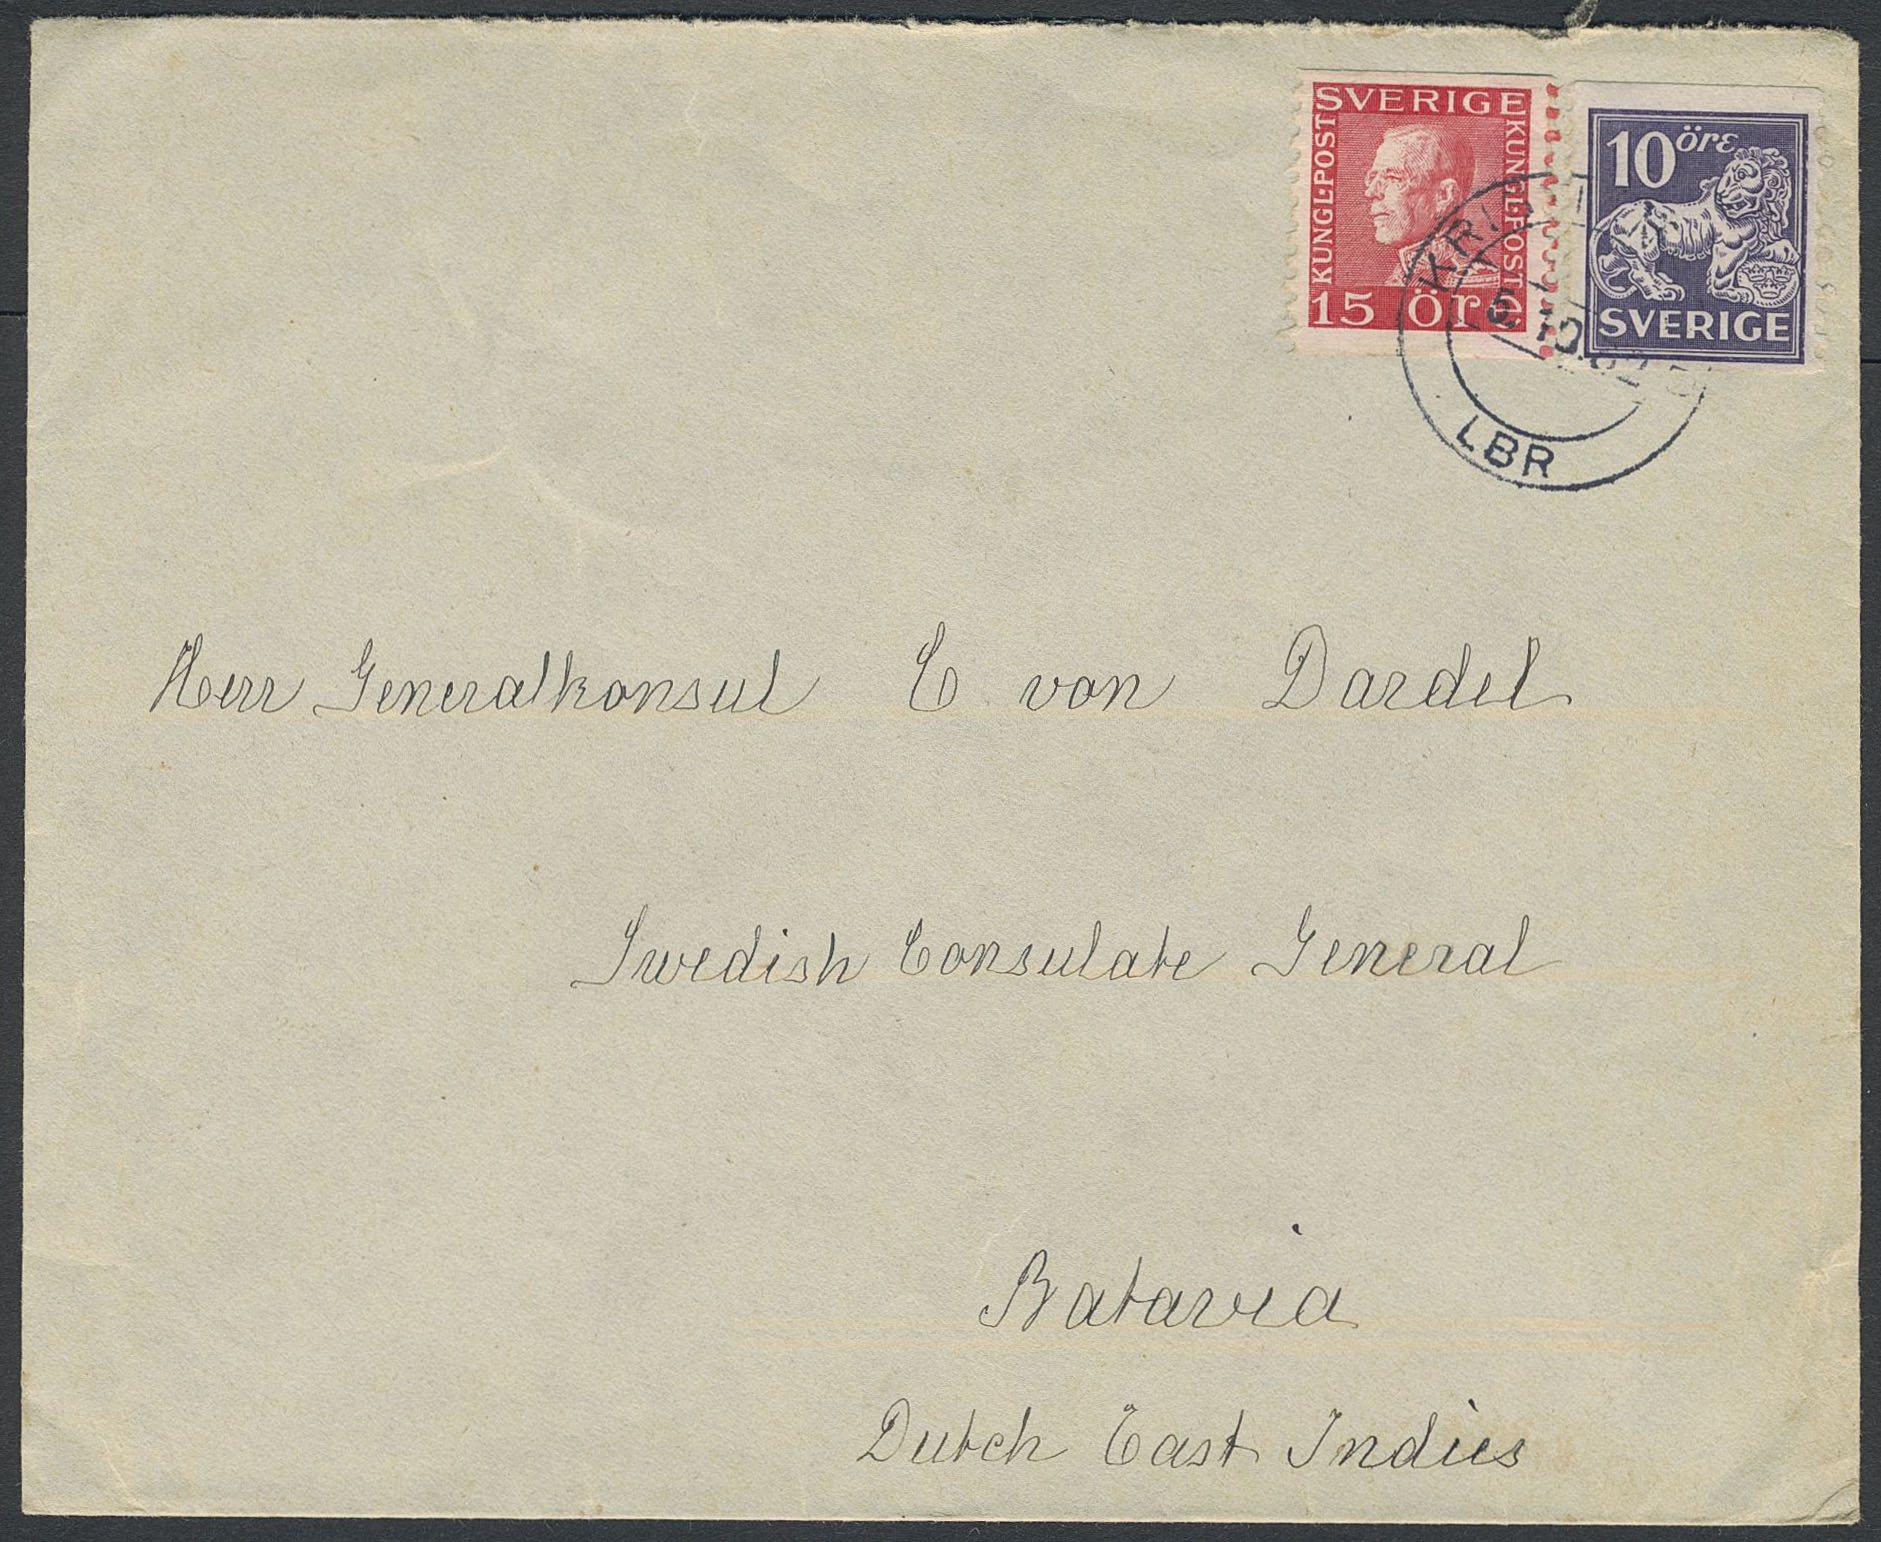 SVERIGE
KUNGL·POST
KUNGL·POST
15 öre
10 öre
SVERIGE
LBR
Herr Generalkonsul E von Dardel
Swedish Consulate General
Batavia
Dutch East Indies